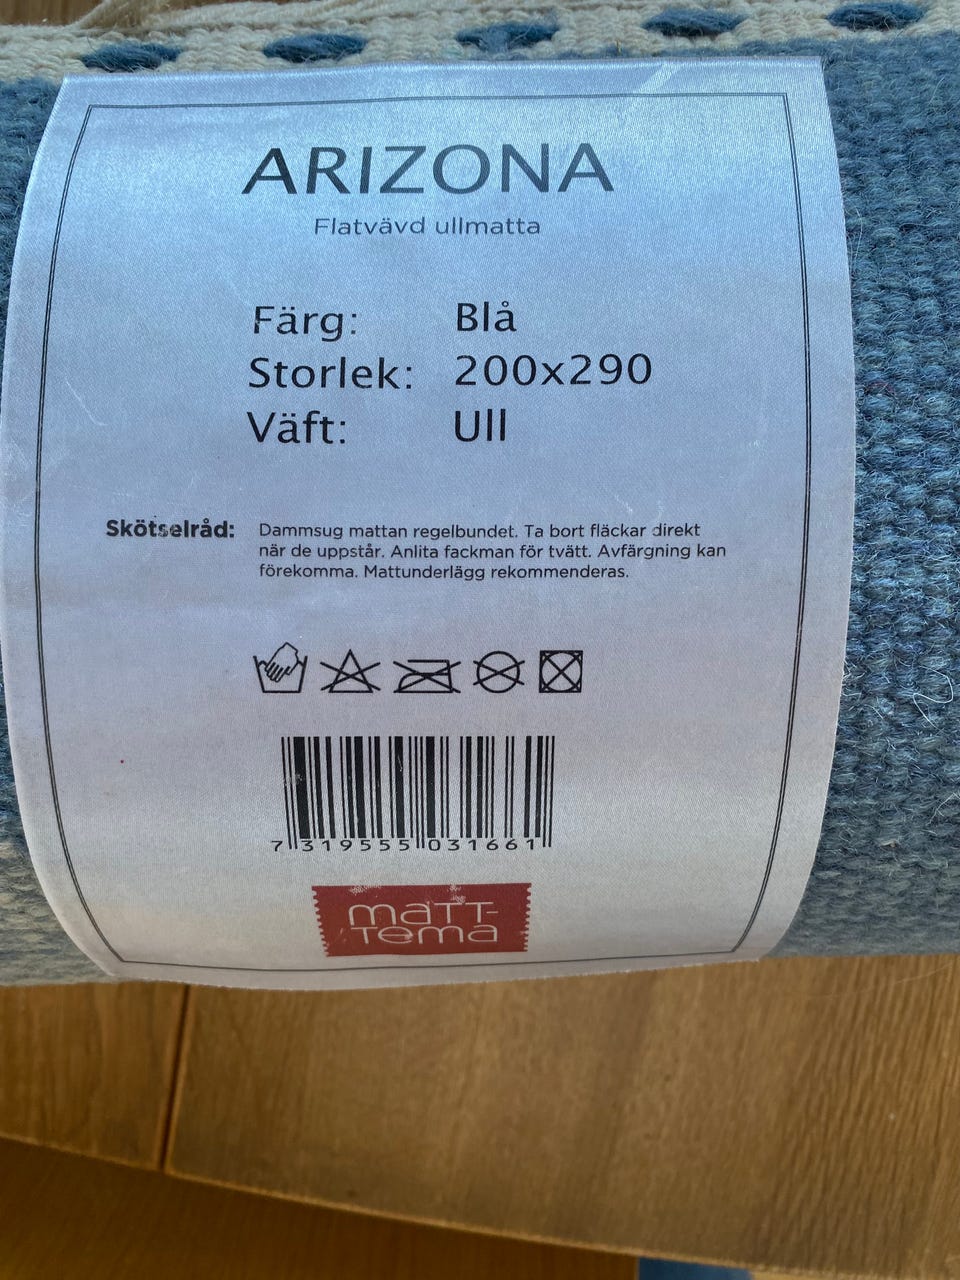 ARIZONA
Flatvävd ullmatta
Färg: Blå
Storlek: 200x290
Väft: Ull
Skötselråd: Dammsug mattan regelbundet. Ta bort fläckar direkt
när de uppstår. Anlita fackman för tvätt. Avfärgning kan
förekomma. Mattunderlägg rekommenderas.
7 319555 031661
maTT-
Tema